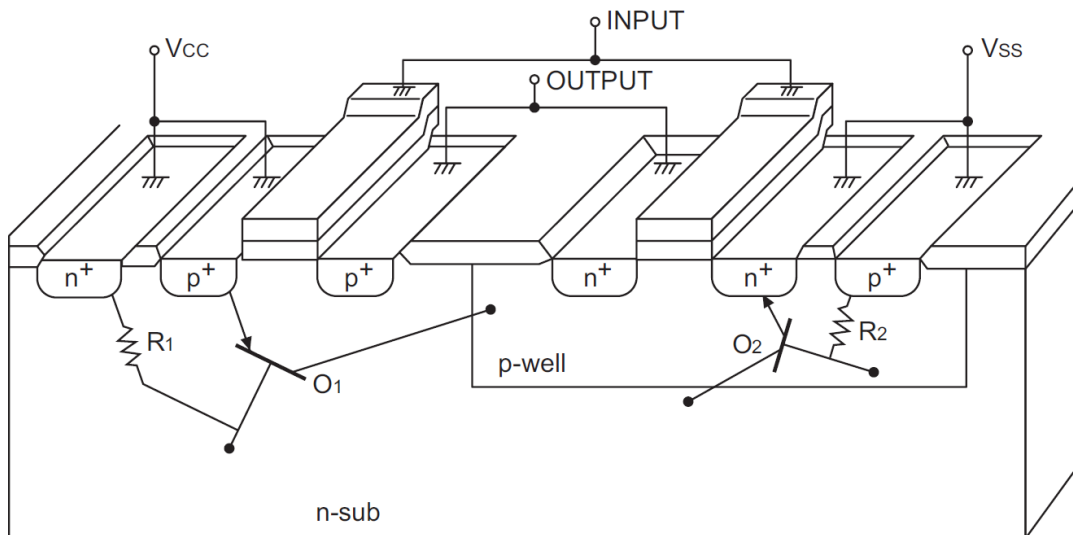 INPUT
VCC
OUTPUT
VSS
n+
p+
p+
n+
n+
p+
R1
O1
O2
R2
p-well
n-sub